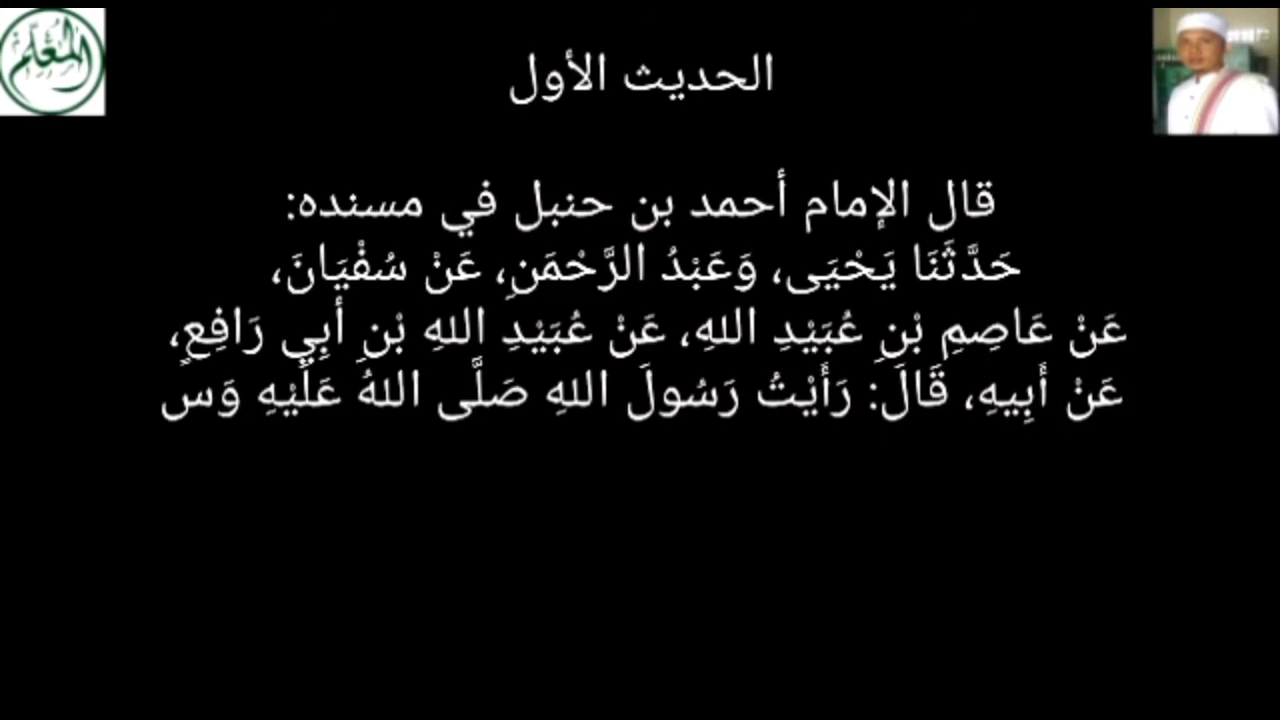 المعلم
الحديث الأول
قال الإمام أحمد بن حنبل في مسنده:
حَدَّثَنَا يَحْيَى، وَعَبْدُ الرَّحْمَنِ، عَنْ سُفْيَانَ،
عَنْ عَاصِمِ بْنِ عُبَيْدِ اللهِ، عَنْ عُبَيْدِ اللهِ بْنِ أَبِي رَافِعٍ،
عَنْ أَبِيهِ، قَالَ: رَأَيْتُ رَسُولَ اللهِ صَلَّى اللهُ عَلَيْهِ وَس